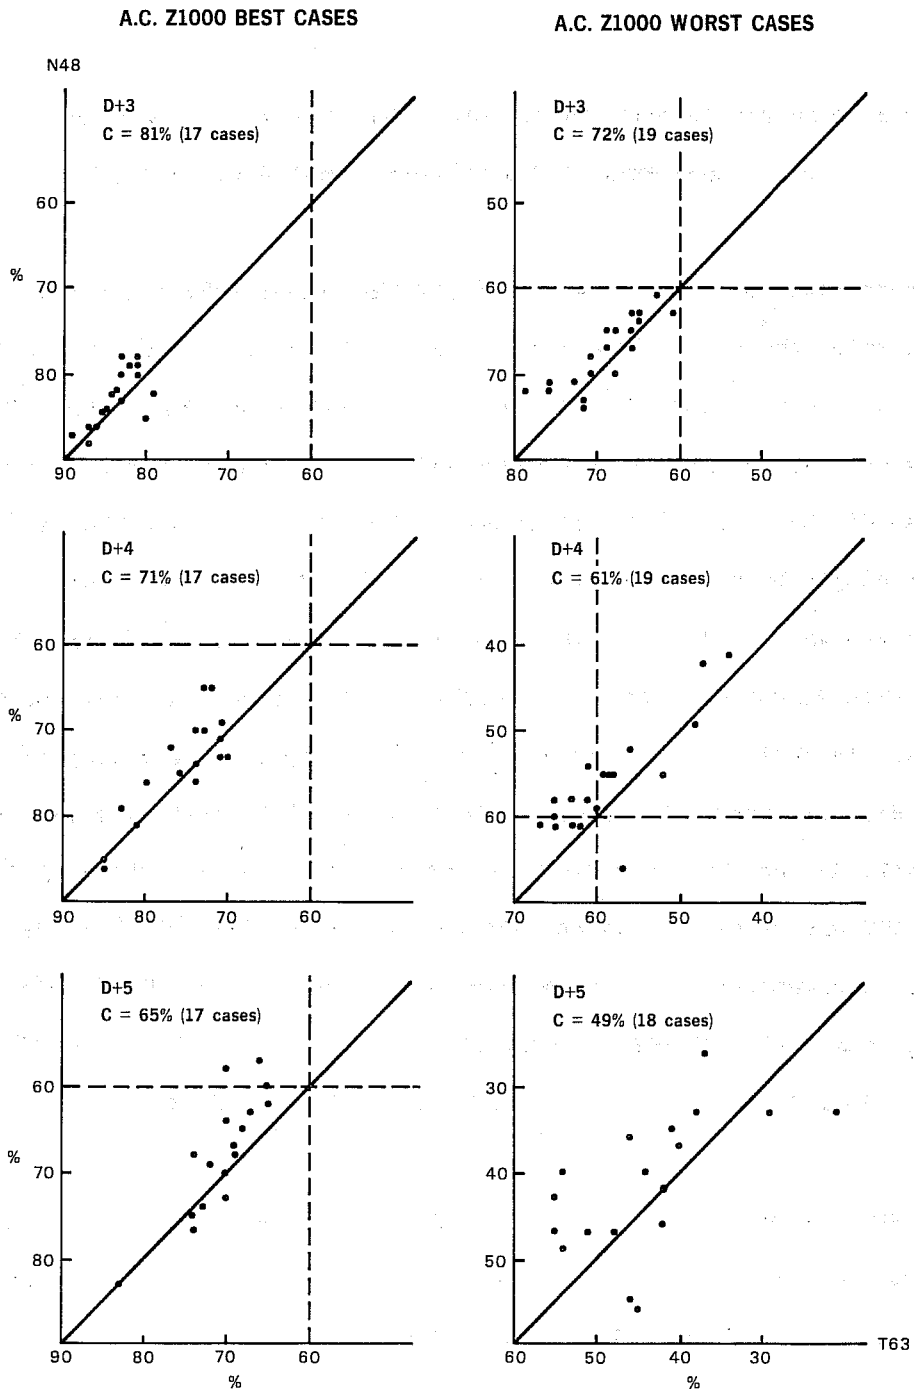 A.C. Z1000 BEST CASES
A.C. Z1000 WORST CASES
N48
D+3
C = 81% (17 cases)
60
%
70
80
90 80 70 60
D+3
C = 72% (19 cases)
50
60
70
80 70 60 50
D+4
C = 71% (17 cases)
60
%
70
80
90 80 70 60
D+4
C = 61% (19 cases)
40
50
60
70 60 50 40
D+5
C = 65% (17 cases)
60
%
70
80
90 80 70 60
%
D+5
C = 49% (18 cases)
30
40
50
60 50 40 30
T63
%